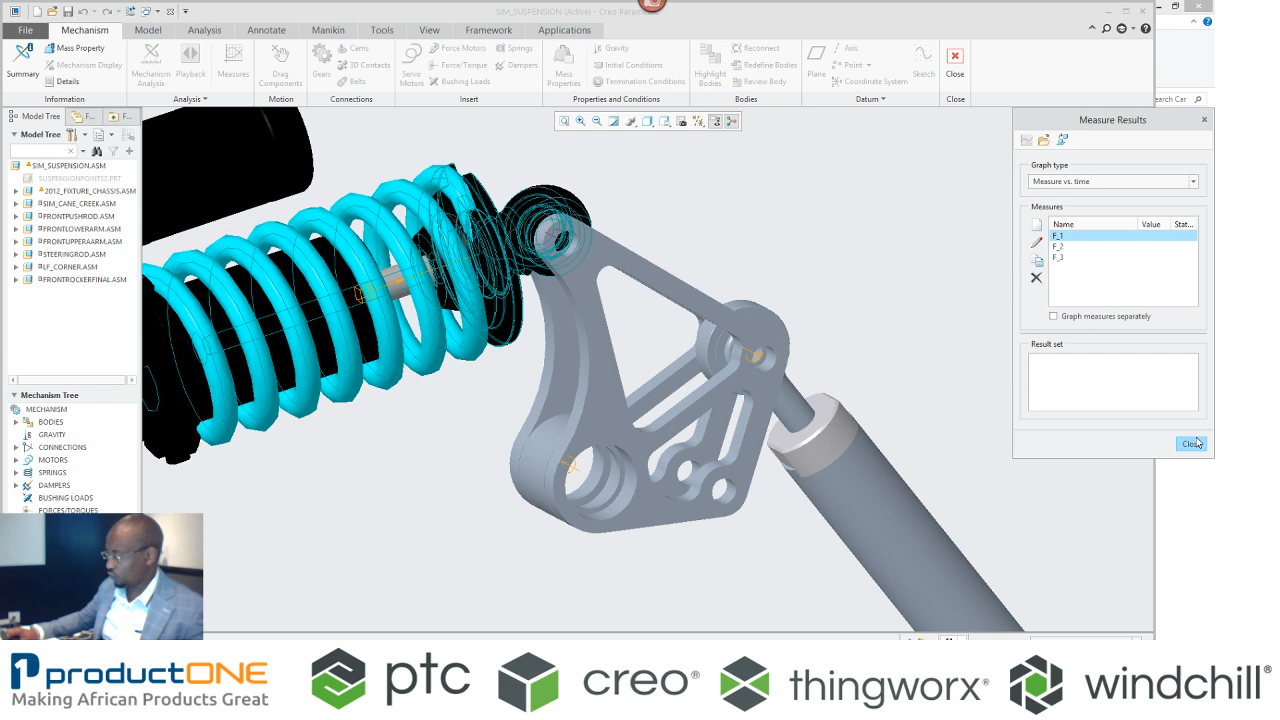 SIM_SUSPENSION (Active) - Creo Parametric
File
Mechanism
Model
Analysis
Annotate
Manikin
Tools
View
Framework
Applications
Summary
Mass Property
Mechanism Display
Details
Information
Mechanism Analysis
Playback
Measures
Analysis
Drag Components
Motion
Gears
Cams
3D Contacts
Belts
Connections
Servo Motors
Force Motors
Force/Torque
Bushing Loads
Springs
Dampers
Insert
Mass Properties
Gravity
Initial Conditions
Termination Conditions
Properties and Conditions
Highlight Bodies
Reconnect
Redefine Bodies
Review Body
Bodies
Plane
Axis
Point
Coordinate System
Sketch
Datum
Close
Close
earch Car
Model Tree
F...
F...
Model Tree
SIM_SUSPENSION.ASM
SUSPENSIONPOINTS2.PRT
2012_FIXTURE_CHASSIS.ASM
SIM_CANE_CREEK.ASM
FRONTPUSHROD.ASM
FRONTLOWERARM.ASM
FRONTUPPERAARM.ASM
STEERINGROD.ASM
LF_CORNER.ASM
FRONTROCKERFINAL.ASM
Mechanism Tree
MECHANISM
BODIES
GRAVITY
CONNECTIONS
MOTORS
SPRINGS
DAMPERS
BUSHING LOADS
FORCES/TORQUES
Measure Results
Graph type
Measure vs. time
Measures
Name Value Stat...
F_1
F_2
F_3
Graph measures separately
Result set
Close
productONE
Making African Products Great
ptc
creo®
thingworx®
windchill®